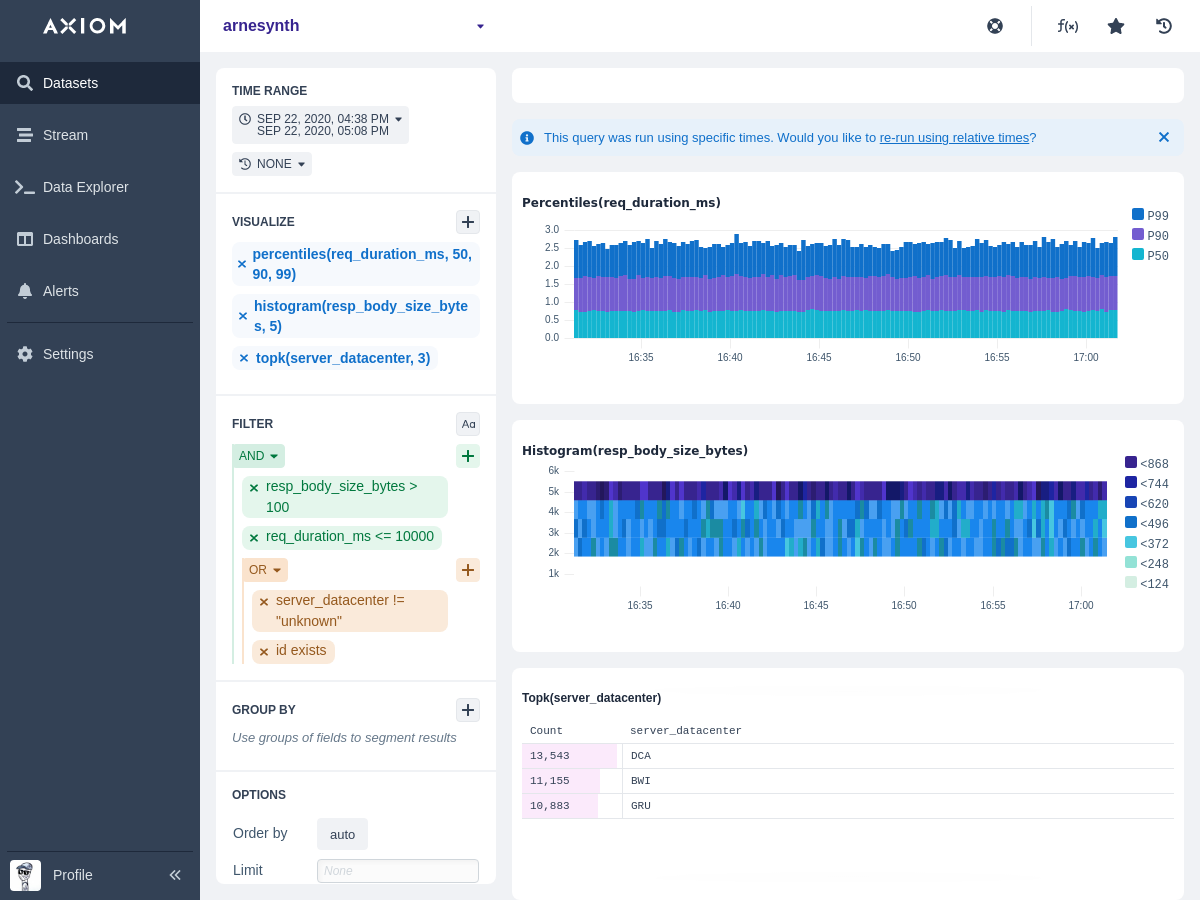 AXIOM
Datasets
Stream
Data Explorer
Dashboards
Alerts
Settings
Profile
arnesynth
f(x)
TIME RANGE
SEP 22, 2020, 04:38 PM
SEP 22, 2020, 05:08 PM
NONE
VISUALIZE
percentiles(req_duration_ms, 50,
90, 99)
histogram(resp_body_size_byte
s, 5)
topk(server_datacenter, 3)
FILTER
Aa
AND
resp_body_size_bytes >
100
req_duration_ms <= 10000
OR
server_datacenter !=
"unknown"
id exists
GROUP BY
Use groups of fields to segment results
OPTIONS
Order by
auto
Limit
None
This query was run using specific times. Would you like to re-run using relative times?
Percentiles(req_duration_ms)
3.0
2.5
2.0
1.5
1.0
0.5
0.0
16:35 16:40 16:45 16:50 16:55 17:00
P99
P90
P50
Histogram(resp_body_size_bytes)
6k
5k
4k
3k
2k
1k
16:35 16:40 16:45 16:50 16:55 17:00
<868
<744
<620
<496
<372
<248
<124
Topk(server_datacenter)
Count server_datacenter
13,543 DCA
11,155 BWI
10,883 GRU